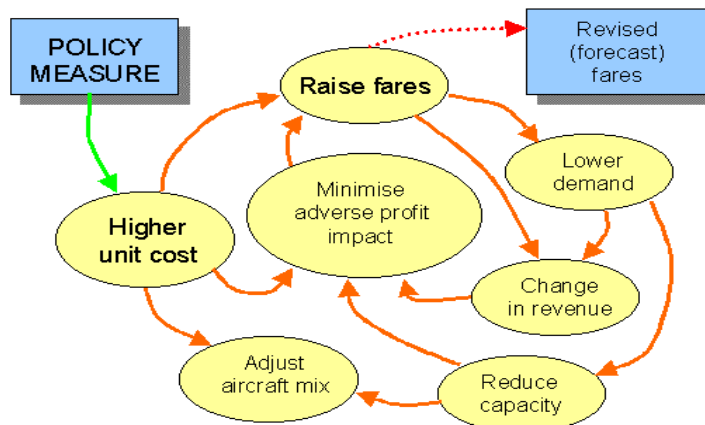 POLICY
MEASURE
Revised
(forecast)
fares
Raise fares
Lower
demand
Minimise
adverse profit
impact
Higher
unit cost
Change
in revenue
Adjust
aircraft mix
Reduce
capacity